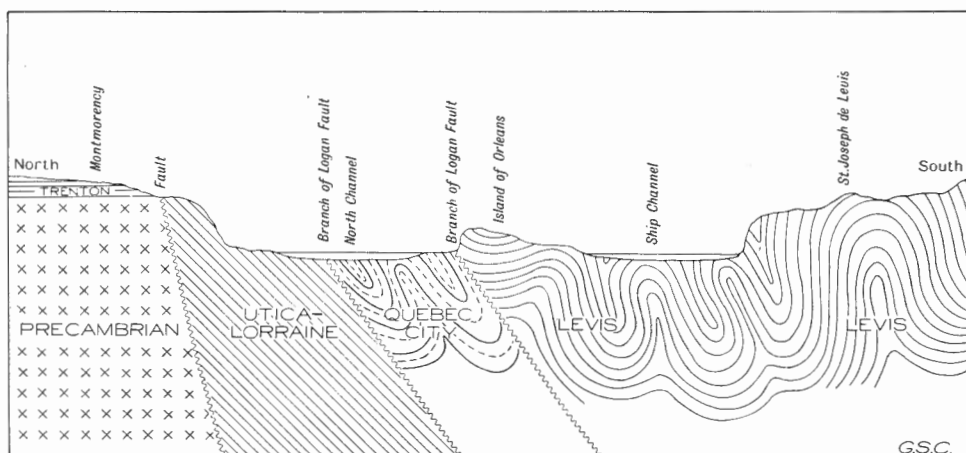 North
Montmorency
Fault
Branch of Logan Fault
North Channel
Branch of Logan Fault
Island of Orleans
Ship Channel
St. Joseph de Levis
South
TRENTON
PRECAMBRIAN
UTICA-
LORRAINE
QUEBEC
CITY
LEVIS
LEVIS
G.S.C.